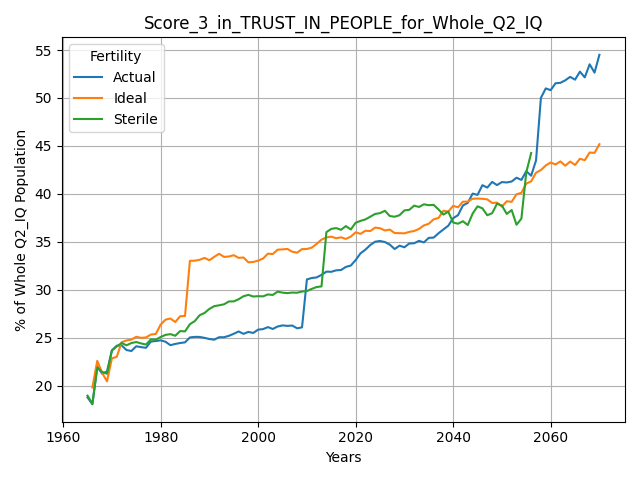 Score_3_in_TRUST_IN_PEOPLE_for_Whole_Q2_IQ
Fertility
Actual
Ideal
Sterile
% of Whole Q2_IQ Population
55
50
45
40
35
30
25
20
1960
1980
2000
2020
2040
2060
Years